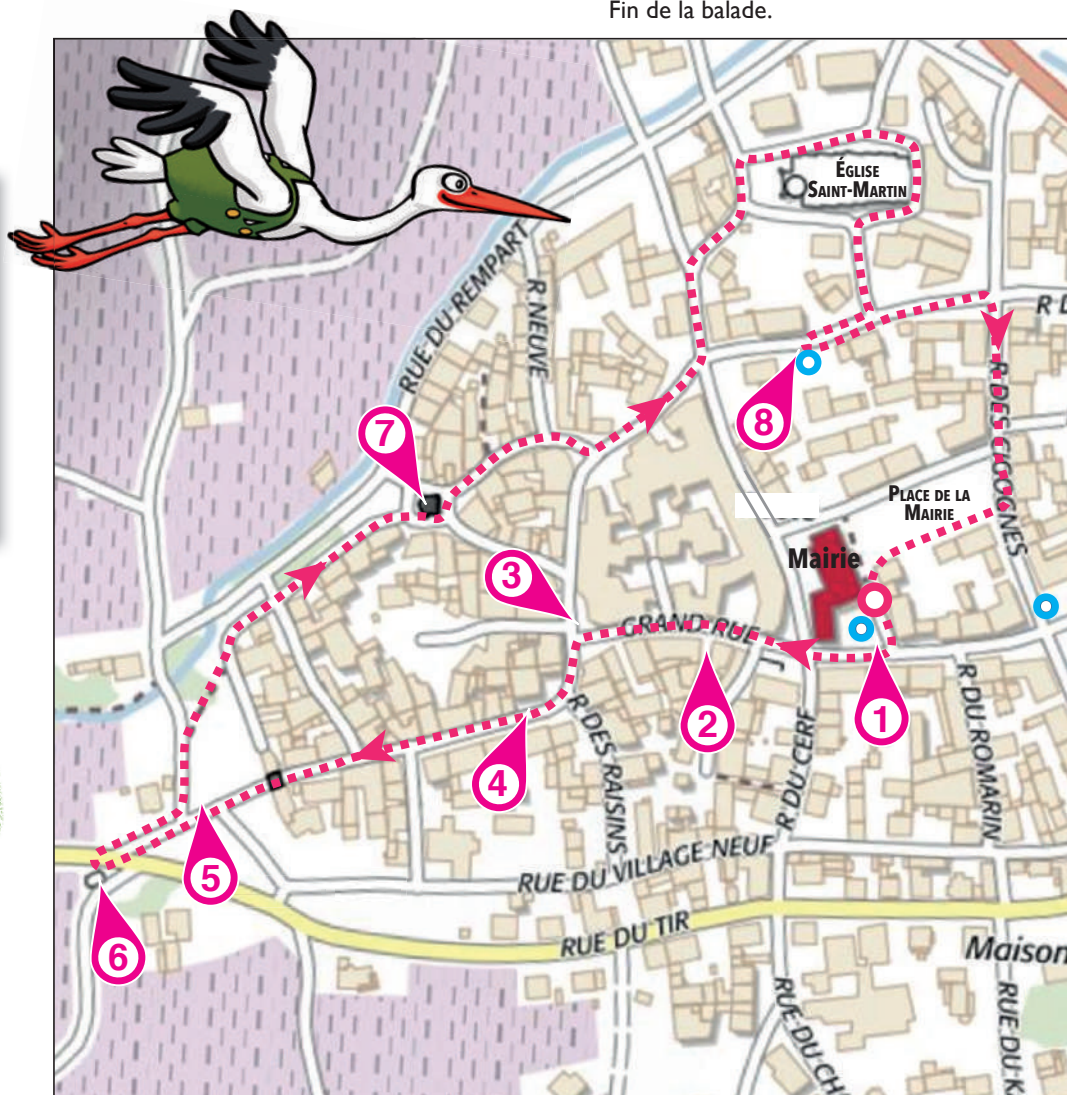 Fin de la balade.
ÉGLISE
SAINT-MARTIN
RUE DU REMPART
R NEUVE
R D
8
7
R DES CIGOGNES
PLACE DE LA
MAIRIE
Mairie
3
GRAND RUE
1
2
R DES RAISINS
R DU CERF
R DU ROMARIN
4
5
RUE DU VILLAGE NEUF
RUE DU TIR
6
Maison
RUE DU CH
RUE DU K